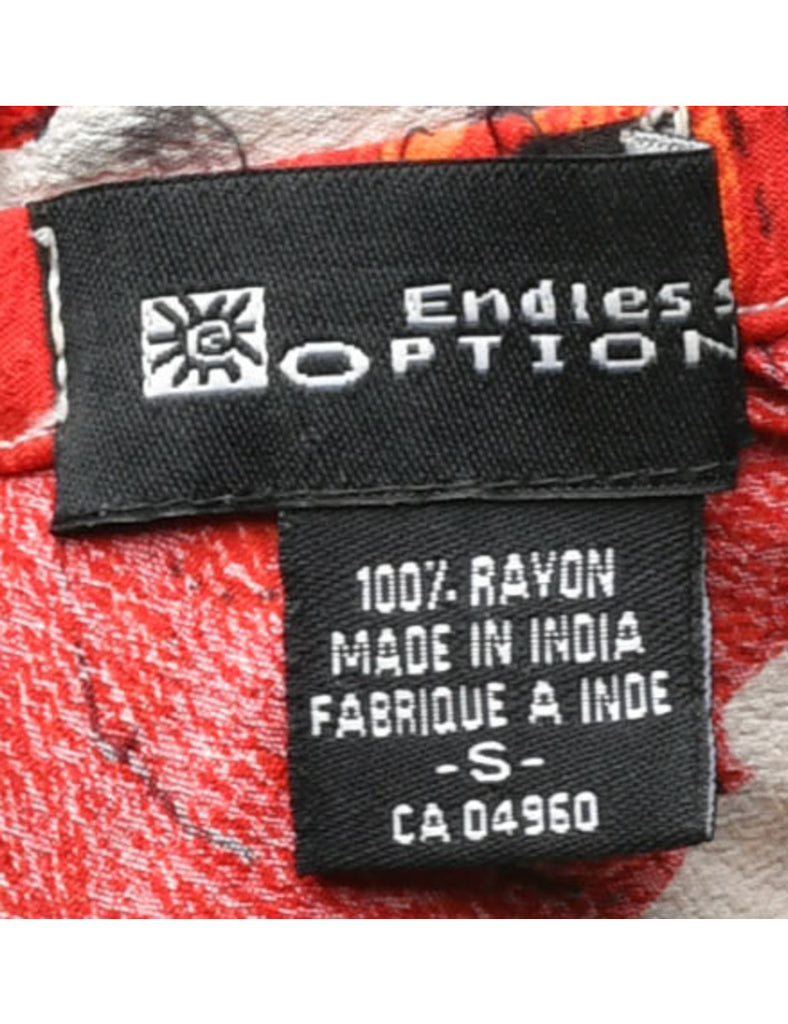 Endless
OPTION
100% RAYON
MADE IN INDIA
FABRIQUE A INDE
-S-
CA 04960